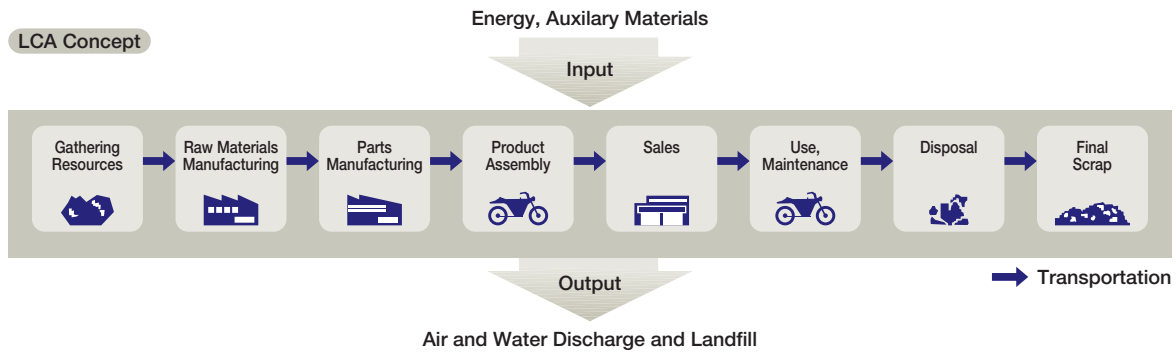 Energy, Auxilary Materials
LCA Concept
Input
Gathering
Resources
Raw Materials
Manufacturing
Parts
Manufacturing
Product
Assembly
Sales
Use,
Maintenance
Disposal
Final
Scrap
Output
Transportation
Air and Water Discharge and Landfill